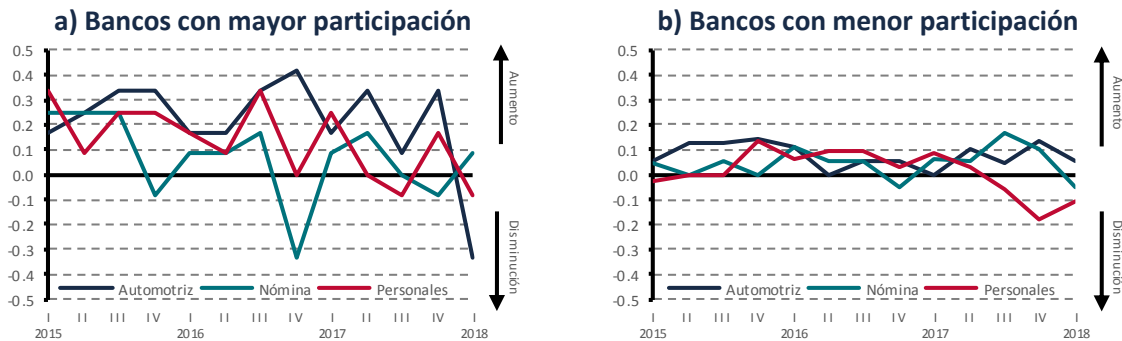 a) Bancos con mayor participación
0.5
0.4
0.3
0.2
0.1
0.0
-0.1
-0.2
-0.3
-0.4
-0.5
Aumento
Disminución
Automotriz Nómina Personales
I II III IV I II III IV I II III IV I
2015 2016 2017 2018
b) Bancos con menor participación
0.5
0.4
0.3
0.2
0.1
0.0
-0.1
-0.2
-0.3
-0.4
-0.5
Aumento
Disminución
Automotriz Nómina Personales
I II III IV I II III IV I II III IV I
2015 2016 2017 2018